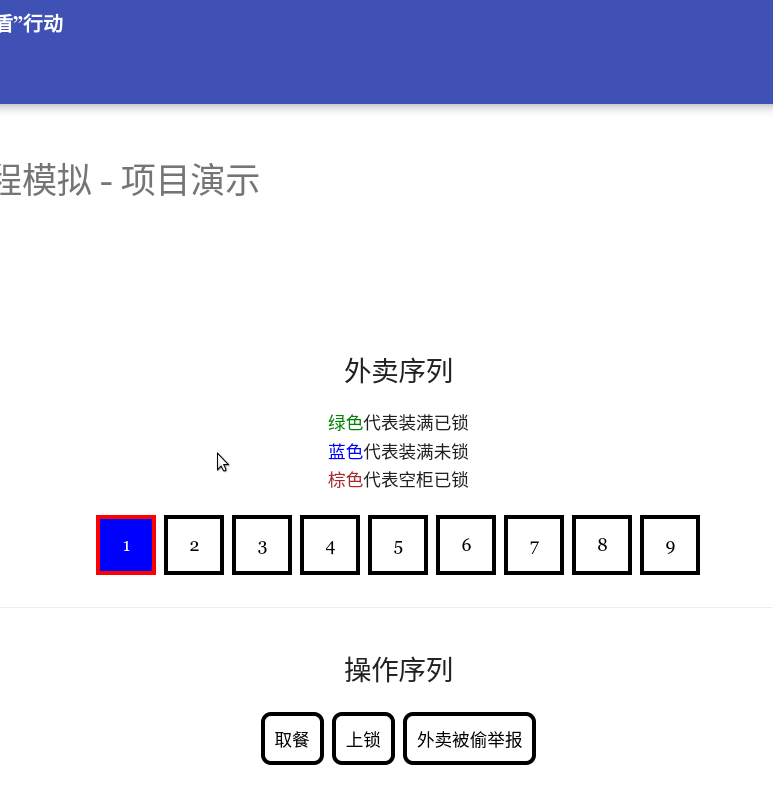 盾”行动
程模拟 - 项目演示
外卖序列
绿色代表装满已锁
蓝色代表装满未锁
棕色代表空柜已锁
1 2 3 4 5 6 7 8 9
操作序列
取餐 上锁 外卖被偷举报